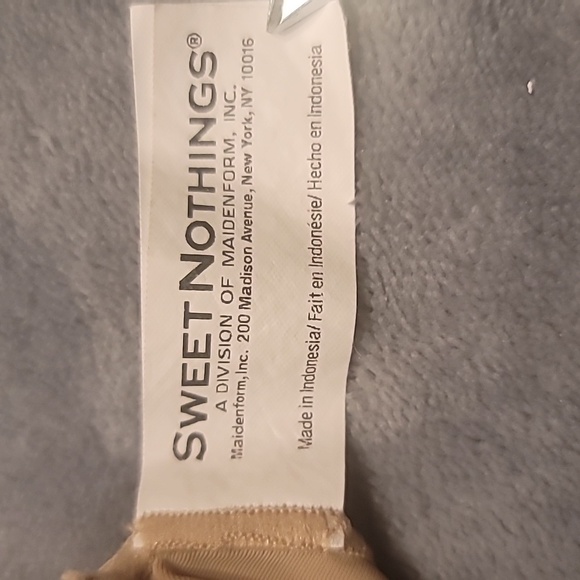 SWEET NOTHINGS®
A DIVISION OF MAIDENFORM, INC.
Maidenform, Inc. 200 Madison Avenue, New York, NY 10016
Made in Indonesia/ Fait en Indonésie/ Hecho en Indonesia